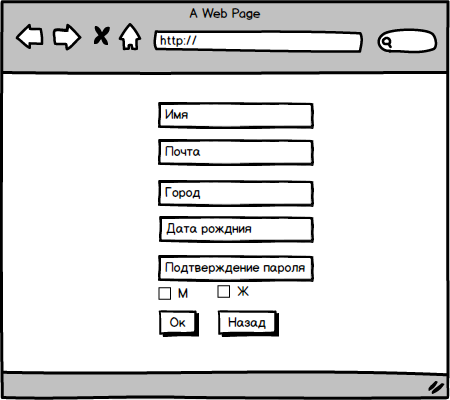 A Web Page
http://
Имя
Почта
Город
Дата рождния
Подтверждение пароля
М Ж
Ок Назад